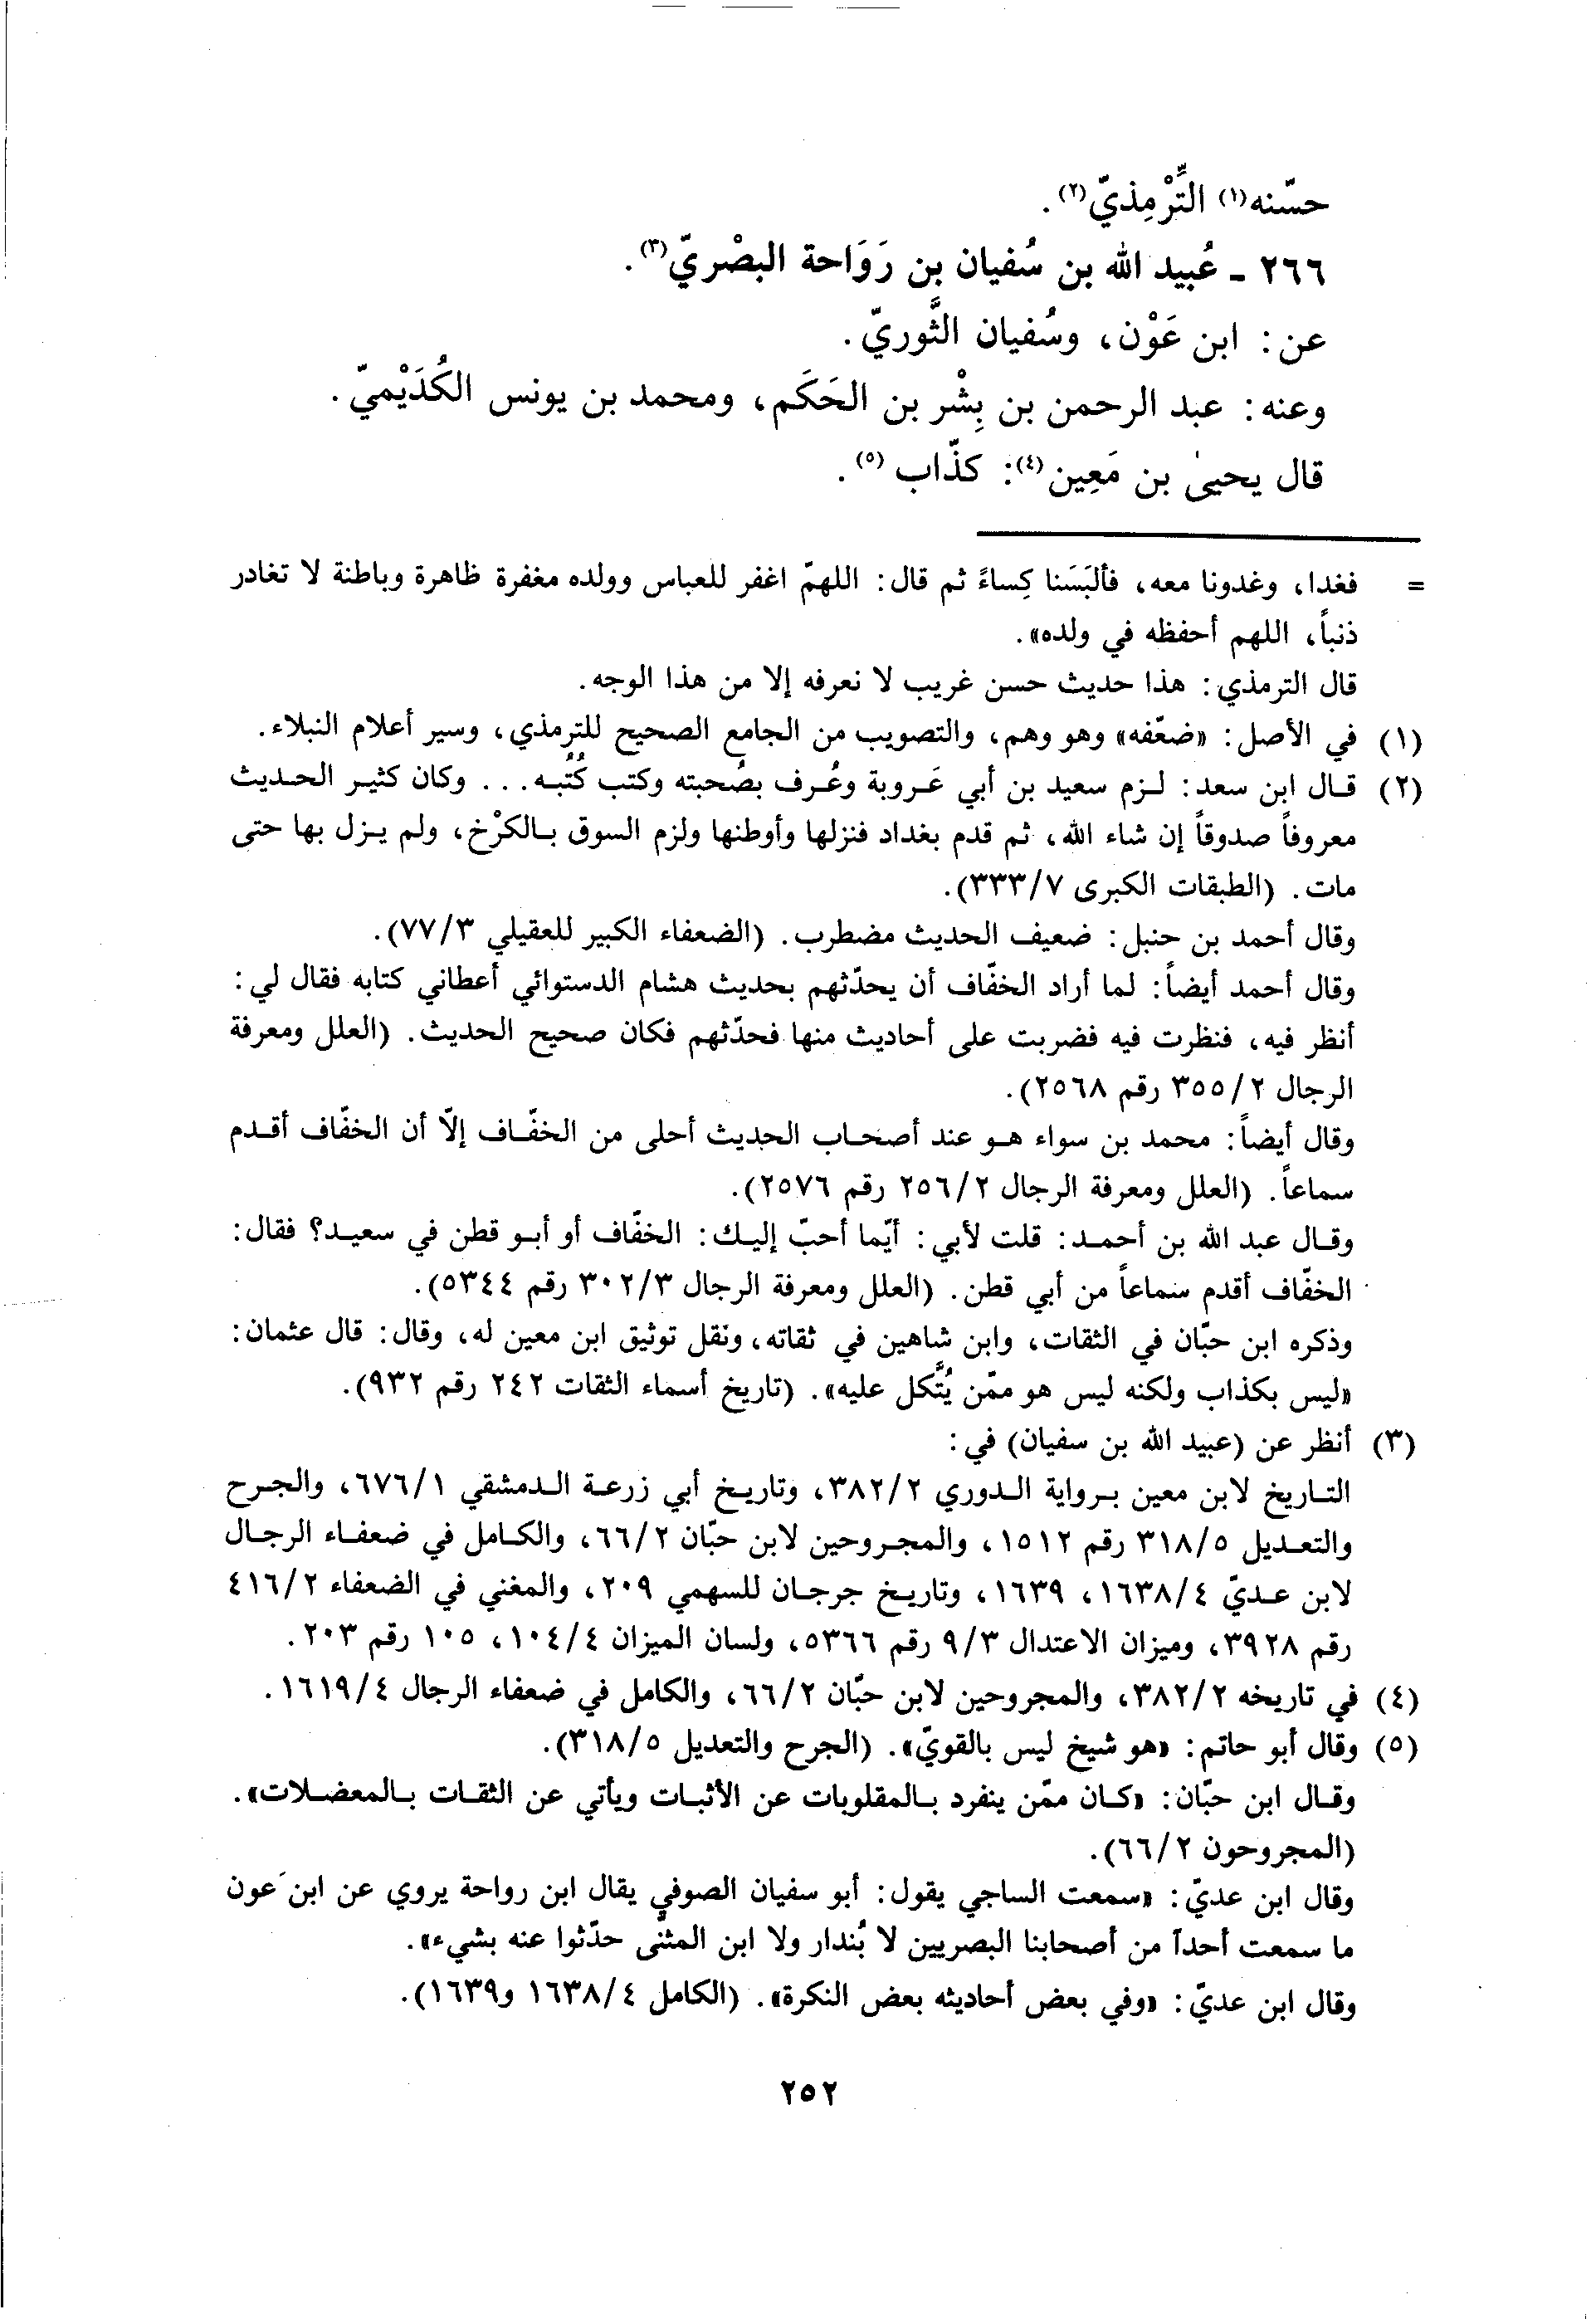 حسّنه(١) التِّرْمِذيّ(٢).
٢٦٦ ـ عُبيد الله بن سُفيان بن رَوَاحة البصْريّ(٣).
عن: ابن عَوْن، وسُفيان الثَّوريّ.
وعنه: عبد الرحمن بن بِشْر بن الحَكَم، ومحمد بن يونس الكُدَيْميّ.
قال يحيىٰ بن مَعِين(٤): كذّاب(٥).
= فغدا، وغدونا معه، فألبَسَنا كِساءً ثم قال: اللهمّ اغفر للعباس وولده مغفرة ظاهرة وباطنة لا تغادر
ذنباً، اللهم أحفظه في ولده».
قال الترمذي: هذا حديث حسن غريب لا نعرفه إلا من هذا الوجه.
(١) في الأصل: «ضعّفه» وهو وهم، والتصويب من الجامع الصحيح للترمذي، وسير أعلام النبلاء.
(٢) قال ابن سعد: لزم سعيد بن أبي عَروبة وعُرف بصُحبته وكتب كُتُبه... وكان كثير الحديث
معروفاً صدوقاً إن شاء الله، ثم قدم بغداد فنزلها وأوطنها ولزم السوق بالكرْخ، ولم يزل بها حتى
مات. (الطبقات الكبرى ٣٣٣/٧).
وقال أحمد بن حنبل: ضعيف الحديث مضطرب. (الضعفاء الكبير للعقيلي ٧٧/٣).
وقال أحمد أيضاً: لما أراد الخفّاف أن يحدّثهم بحديث هشام الدستوائي أعطاني كتابه فقال لي:
أنظر فيه، فنظرت فيه فضربت على أحاديث منها فحدّثهم فكان صحيح الحديث. (العلل ومعرفة
الرجال ٣٥٥/٢ رقم ٢٥٦٨).
وقال أيضاً: محمد بن سواء هو عند أصحاب الحديث أحلى من الخفّاف إلّا أن الخفّاف أقدم
سماعاً. (العلل ومعرفة الرجال ٢٥٦/٢ رقم ٢٥٧٦).
وقال عبد الله بن أحمد: قلت لأبي: أيّما أحبّ إليك: الخفّاف أو أبو قطن في سعيد؟ فقال:
الخفّاف أقدم سماعاً من أبي قطن. (العلل ومعرفة الرجال ٣٠٢/٣ رقم ٥٣٤٤).
وذكره ابن حبّان في الثقات، وابن شاهين في ثقاته، ونقل توثيق ابن معين له، وقال: قال عثمان:
«ليس بكذاب ولكنه ليس هو ممّن يُتَّكل عليه». (تاريخ أسماء الثقات ٢٤٢ رقم ٩٣٢).
(٣) أنظر عن (عبيد الله بن سفيان) في:
التاريخ لابن معين برواية الدوري ٣٨٢/٢، وتاريخ أبي زرعة الدمشقي ٦٧٦/١، والجرح
والتعديل ٣١٨/٥ رقم ١٥١٢، والمجروحين لابن حبّان ٦٦/٢، والكامل في ضعفاء الرجال
لابن عديّ ١٦٣٨/٤، ١٦٣٩، وتاريخ جرجان للسهمي ٢٠٩، والمغني في الضعفاء ٤١٦/٢
رقم ٣٩٢٨، وميزان الاعتدال ٩/٣ رقم ٥٣٦٦، ولسان الميزان ١٠٤/٤، ١٠٥ رقم ٢٠٣.
(٤) في تاريخه ٣٨٢/٢، والمجروحين لابن حبّان ٦٦/٢، والكامل في ضعفاء الرجال ١٦١٩/٤.
(٥) وقال أبو حاتم: «هو شيخ ليس بالقويّ». (الجرح والتعديل ٣١٨/٥).
وقال ابن حبّان: «كان ممّن ينفرد بالمقلوبات عن الأثبات ويأتي عن الثقات بالمعضلات».
(المجروحون ٦٦/٢).
وقال ابن عديّ: «سمعت الساجي يقول: أبو سفيان الصوفي يقال ابن رواحة يروي عن ابن عون
ما سمعت أحداً من أصحابنا البصريين لا بُندار ولا ابن المثنّى حدّثوا عنه بشيء».
وقال ابن عديّ: «وفي بعض أحاديثه بعض النكرة». (الكامل ١٦٣٨/٤ و١٦٣٩).
٢٥٢